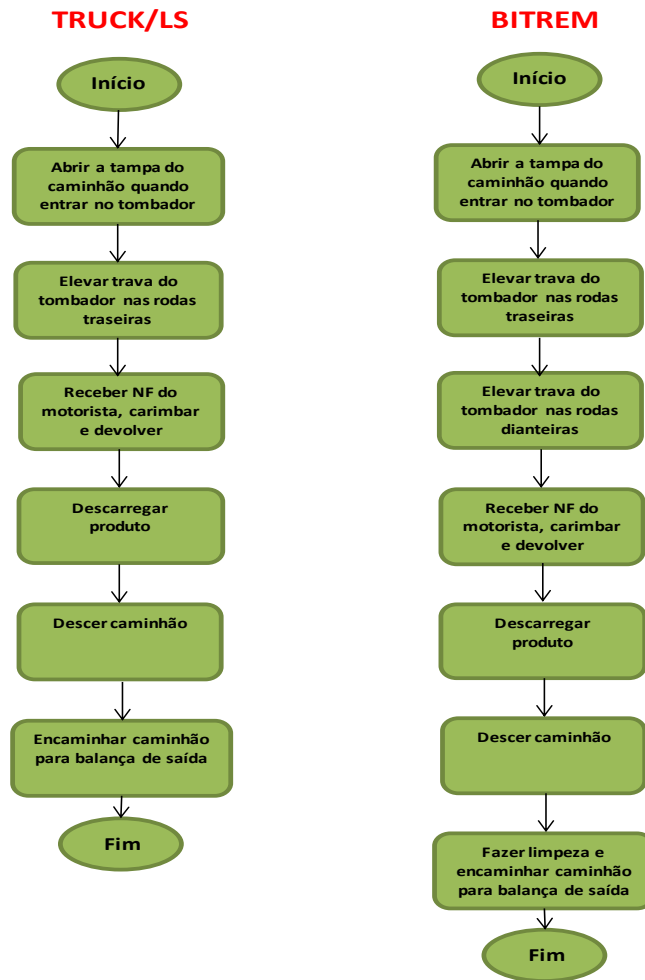 TRUCK/LS
Início
Abrir a tampa do
caminhão quando
entrar no tombador
Elevar trava do
tombador nas rodas
traseiras
Receber NF do
motorista, carimbar
e devolver
Descarregar
produto
Descer caminhão
Encaminhar caminhão
para balança de saída
Fim
BITREM
Início
Abrir a tampa do
caminhão quando
entrar no tombador
Elevar trava do
tombador nas rodas
traseiras
Elevar trava do
tombador nas rodas
dianteiras
Receber NF do
motorista, carimbar
e devolver
Descarregar
produto
Descer caminhão
Fazer limpeza e
encaminhar caminhão
para balança de saída
Fim